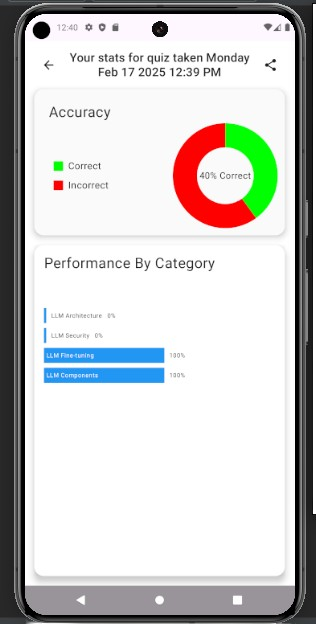 12:40
Your stats for quiz taken Monday
Feb 17 2025 12:39 PM
Accuracy
Correct
Incorrect
40% Correct
Performance By Category
LLM Architecture 0%
LLM Security 0%
LLM Fine-tuning 100%
LLM Components 100%